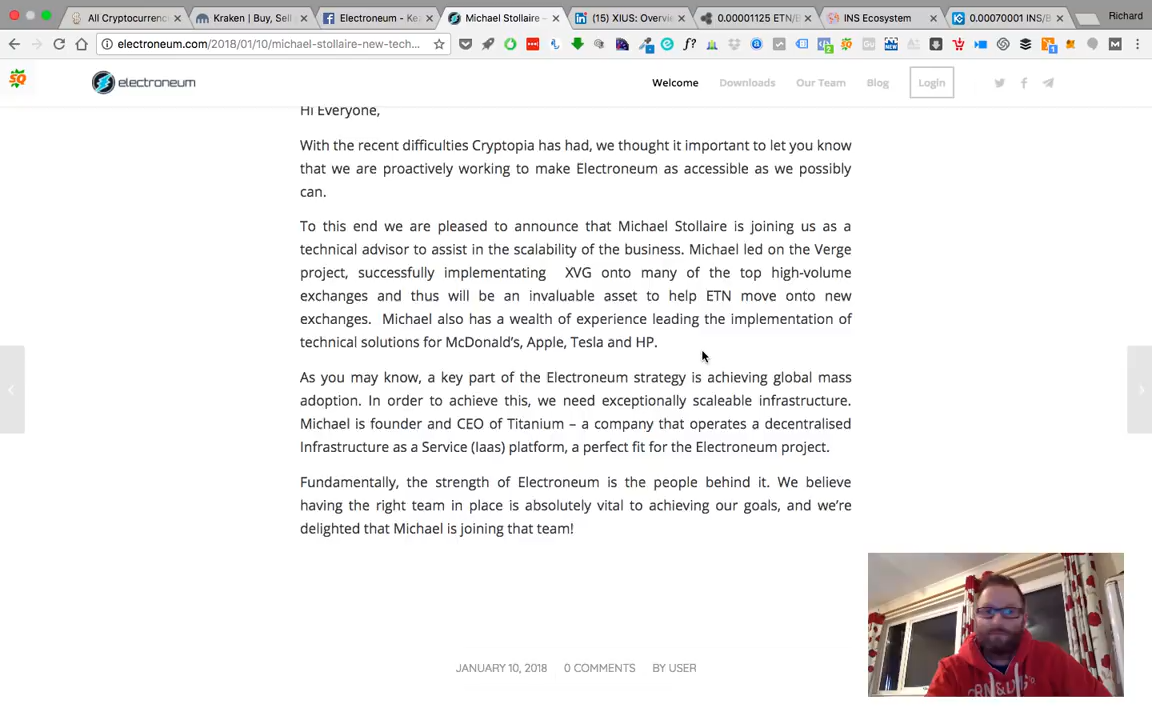 All Cryptocurrenc
Kraken | Buy, Sell
Electroneum - Ke
Michael Stollaire –
(15) XIUS: Overvi
0.00001125 ETN/B
INS Ecosystem
0.00070001 INS/B
Richard
electroneum.com/2018/01/10/michael-stollaire-new-tech...
electroneum
Welcome
Downloads
Our Team
Blog
Login
Hi Everyone,
With the recent difficulties Cryptopia has had, we thought it important to let you know
that we are proactively working to make Electroneum as accessible as we possibly
can.
To this end we are pleased to announce that Michael Stollaire is joining us as a
technical advisor to assist in the scalability of the business. Michael led on the Verge
project, successfully implementating XVG onto many of the top high-volume
exchanges and thus will be an invaluable asset to help ETN move onto new
exchanges. Michael also has a wealth of experience leading the implementation of
technical solutions for McDonald's, Apple, Tesla and HP.
As you may know, a key part of the Electroneum strategy is achieving global mass
adoption. In order to achieve this, we need exceptionally scaleable infrastructure.
Michael is founder and CEO of Titanium – a company that operates a decentralised
Infrastructure as a Service (Iaas) platform, a perfect fit for the Electroneum project.
Fundamentally, the strength of Electroneum is the people behind it. We believe
having the right team in place is absolutely vital to achieving our goals, and we're
delighted that Michael is joining that team!
JANUARY 10, 2018
0 COMMENTS
BY USER